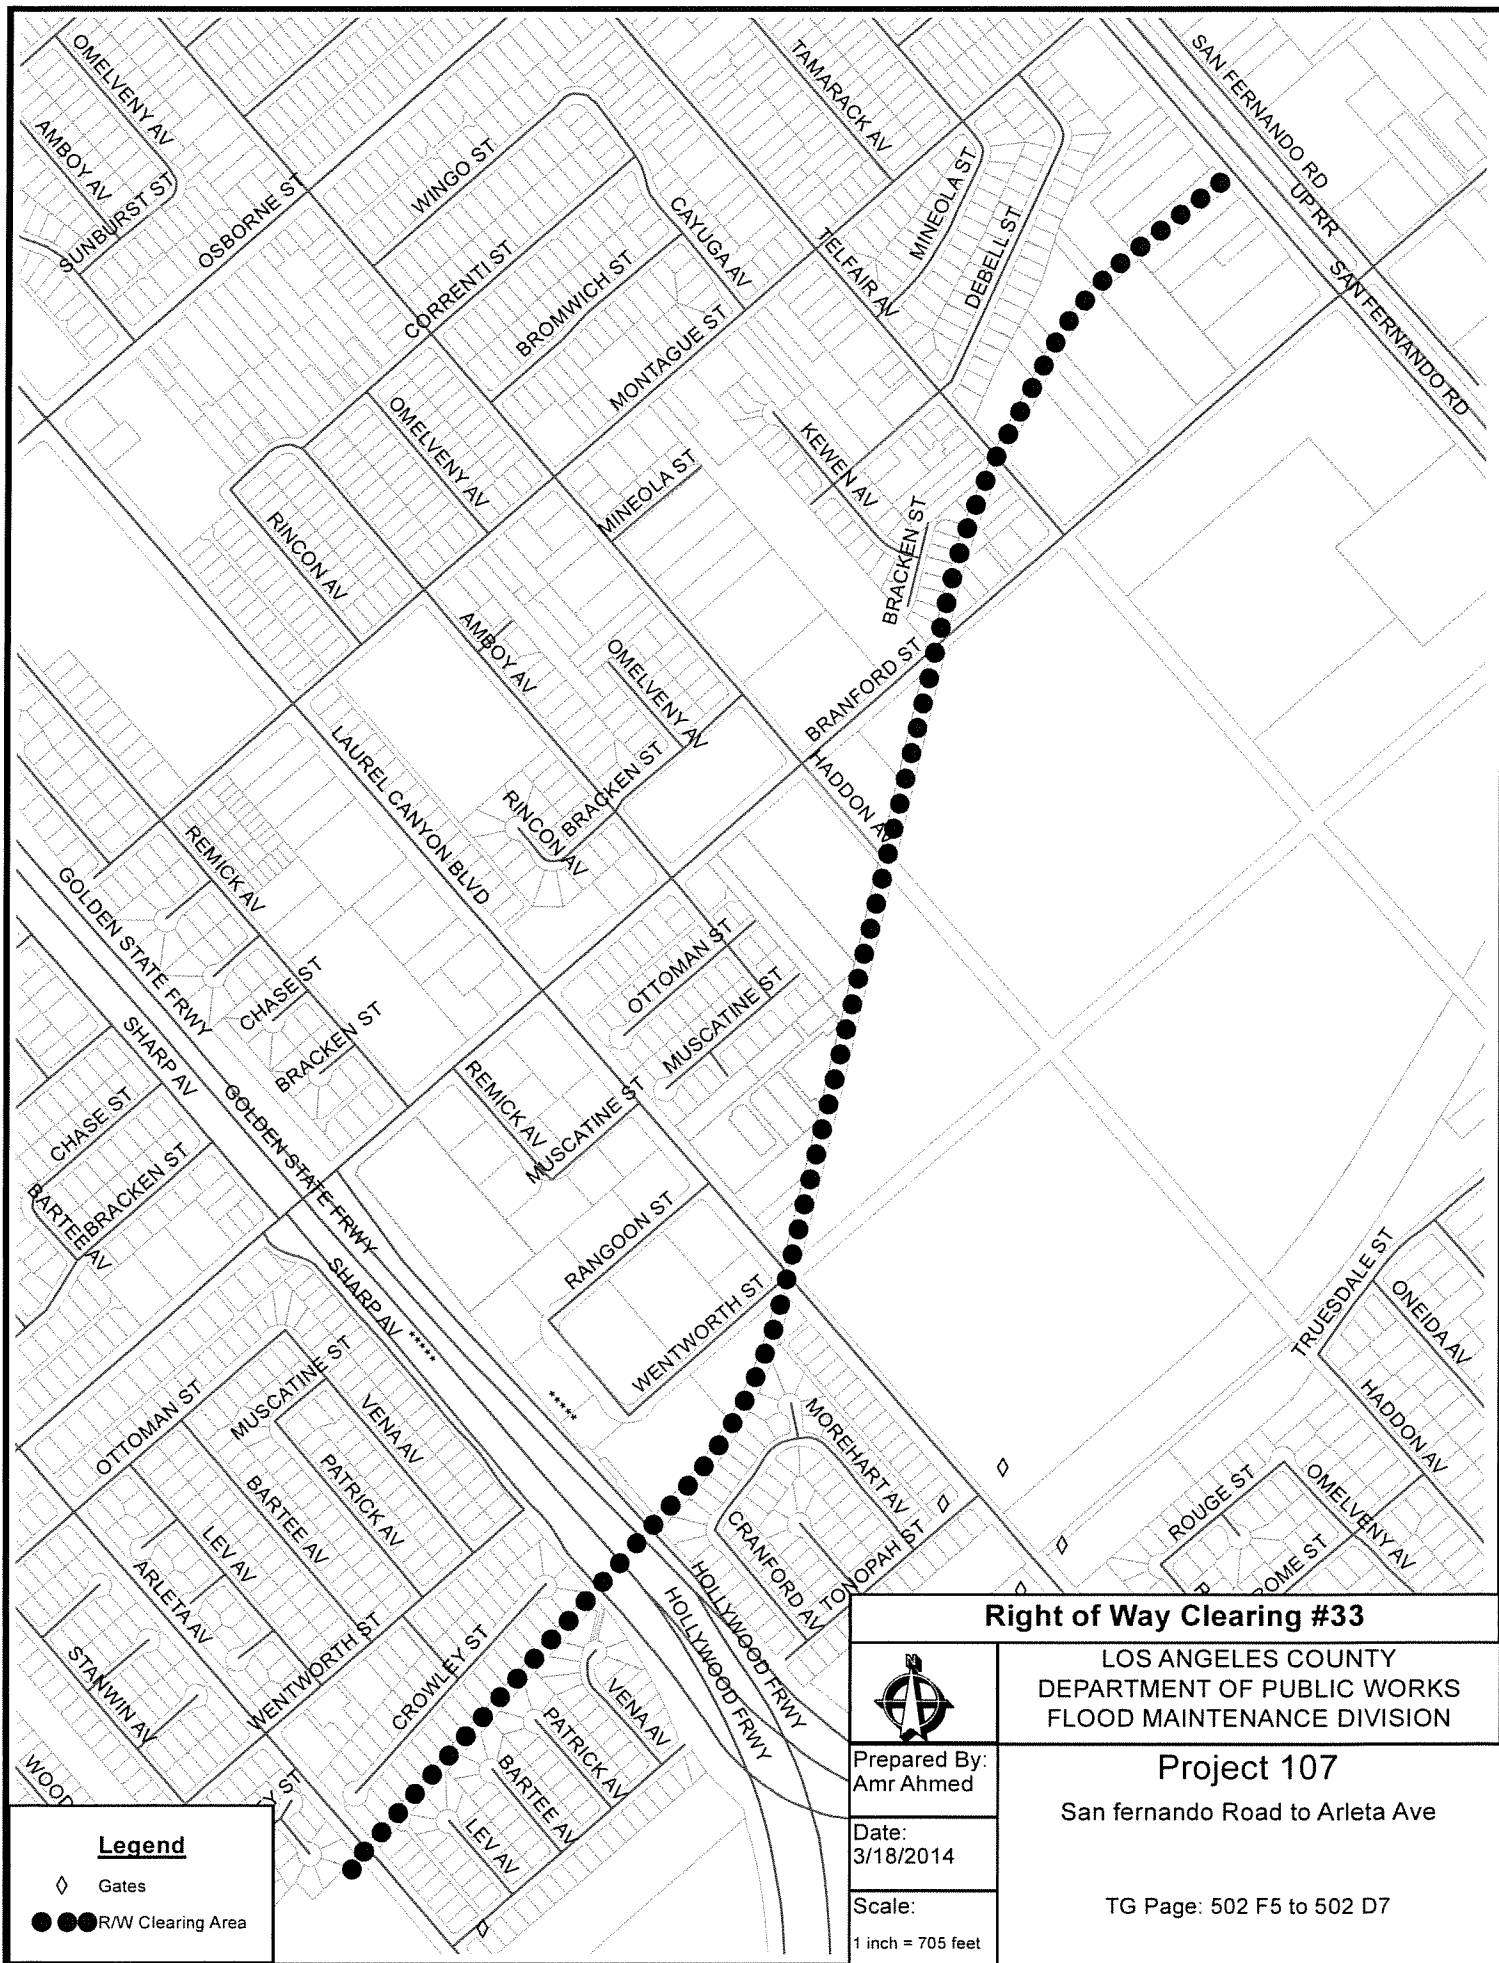 OMELVENY AV
AMBOY AV
SUNBURST ST
OSBORNE ST
WINGO ST
CORRENTI ST
BROMWICH ST
MONTAGUE ST
CAYUGA AV
TAMARACK AV
MINEOLA ST
DEBELL ST
TELFAIR AV
SAN FERNANDO RD
UP RR
SAN FERNANDO RD
OMELVENY AV
RINCON AV
MINEOLA ST
KEWEN AV
BRACKEN ST
AMBOY AV
OMELVENY AV
BRANFORD ST
HADDON AV
LAUREL CANYON BLVD
RINCON AV
BRACKEN ST
REMICK AV
GOLDEN STATE FRWY
CHASE ST
BRACKEN ST
OTTOMAN ST
MUSCATINE ST
SHARP AV
GOLDEN STATE FRWY
REMICK AV
MUSCATINE ST
CHASE ST
BRACKEN ST
BARTEE AV
RANGOON ST
WENTWORTH ST
SHARP AV
*****
*****
TRUESDALE ST
ONEIDA AV
HADDON AV
OTTOMAN ST
MUSCATINE ST
VENA AV
PATRICK AV
BARTEE AV
LEV AV
ARLETA AV
STANWIN AV
WENTWORTH ST
CROWLEY ST
MOREHART AV
CRANFORD AV
TONOPAH ST
HOLLYWOOD FRWY
HOLLYWOOD FRWY
ROUGE ST
OMELVENY AV
ROME ST
VENA AV
PATRICK AV
BARTEE AV
LEV AV
WOOD
Y ST
Legend
Gates
R/W Clearing Area
Right of Way Clearing #33
N
LOS ANGELES COUNTY
DEPARTMENT OF PUBLIC WORKS
FLOOD MAINTENANCE DIVISION
Prepared By:
Amr Ahmed
Date:
3/18/2014
Scale:
1 inch = 705 feet
Project 107
San fernando Road to Arleta Ave
TG Page: 502 F5 to 502 D7